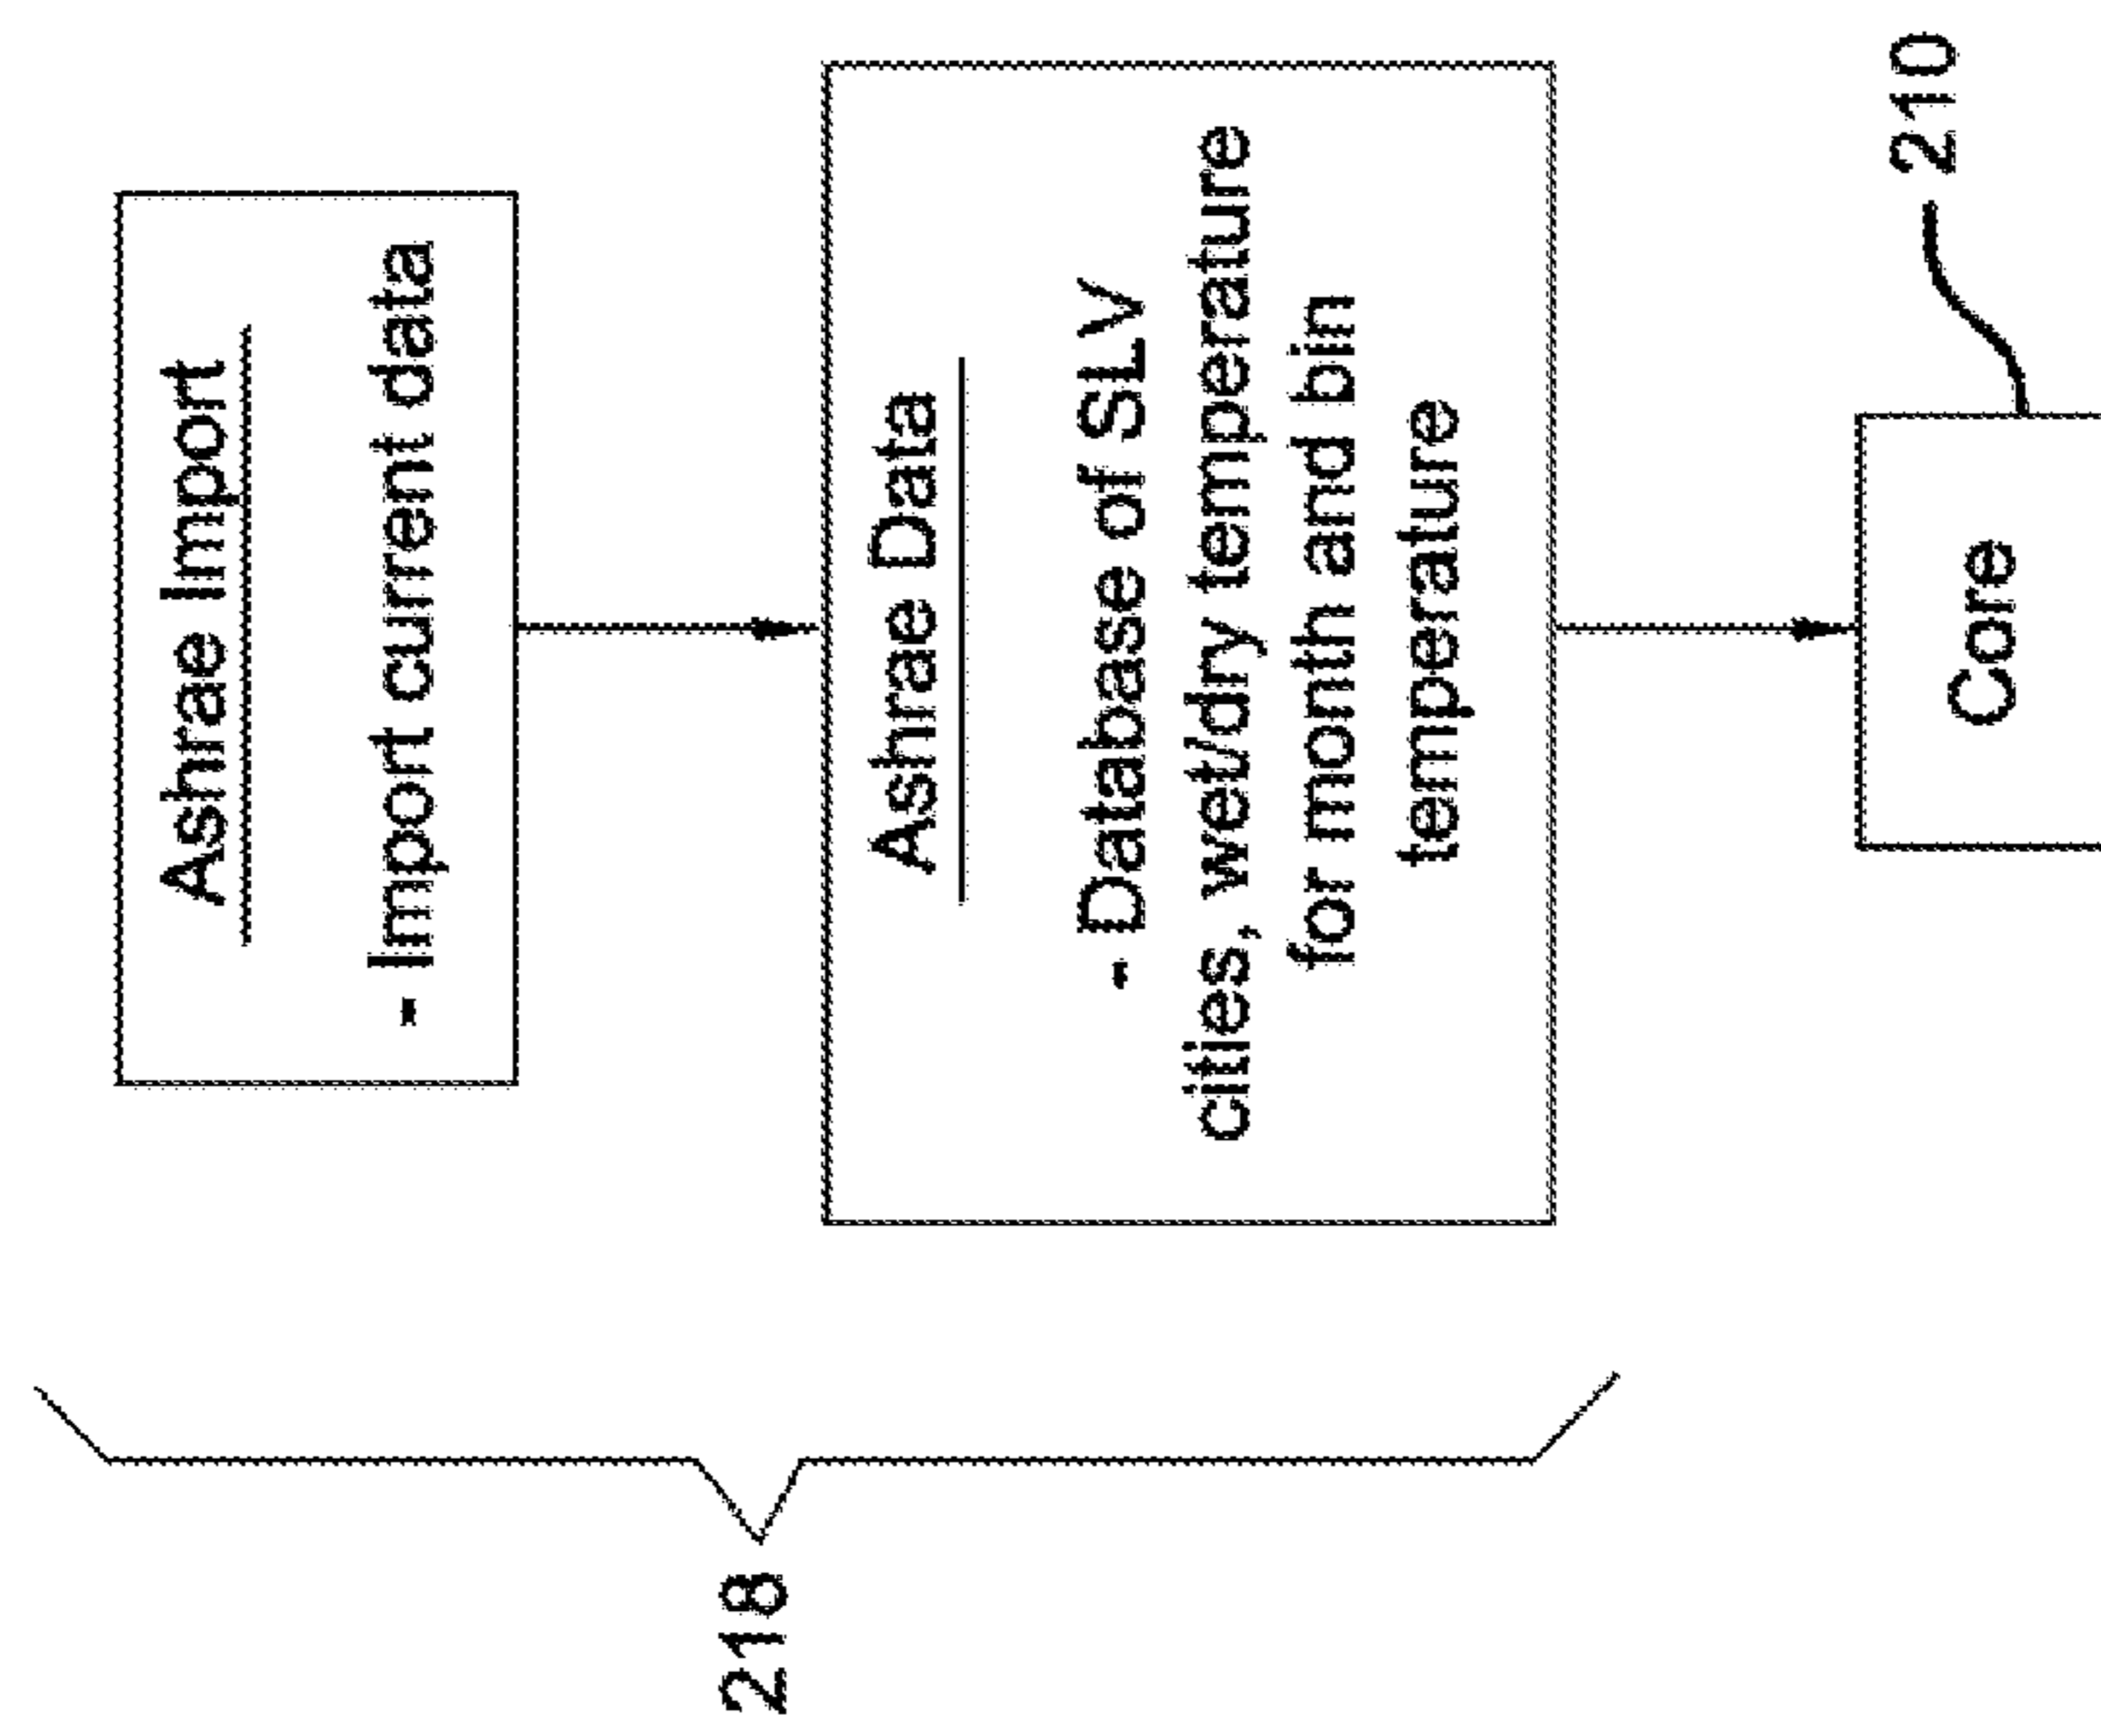 Ashrae Import
- Import current data
Ashrae Data
- Database of SLV
cities, wet/dry temperature
for month and bin
temperature
218
210
Core